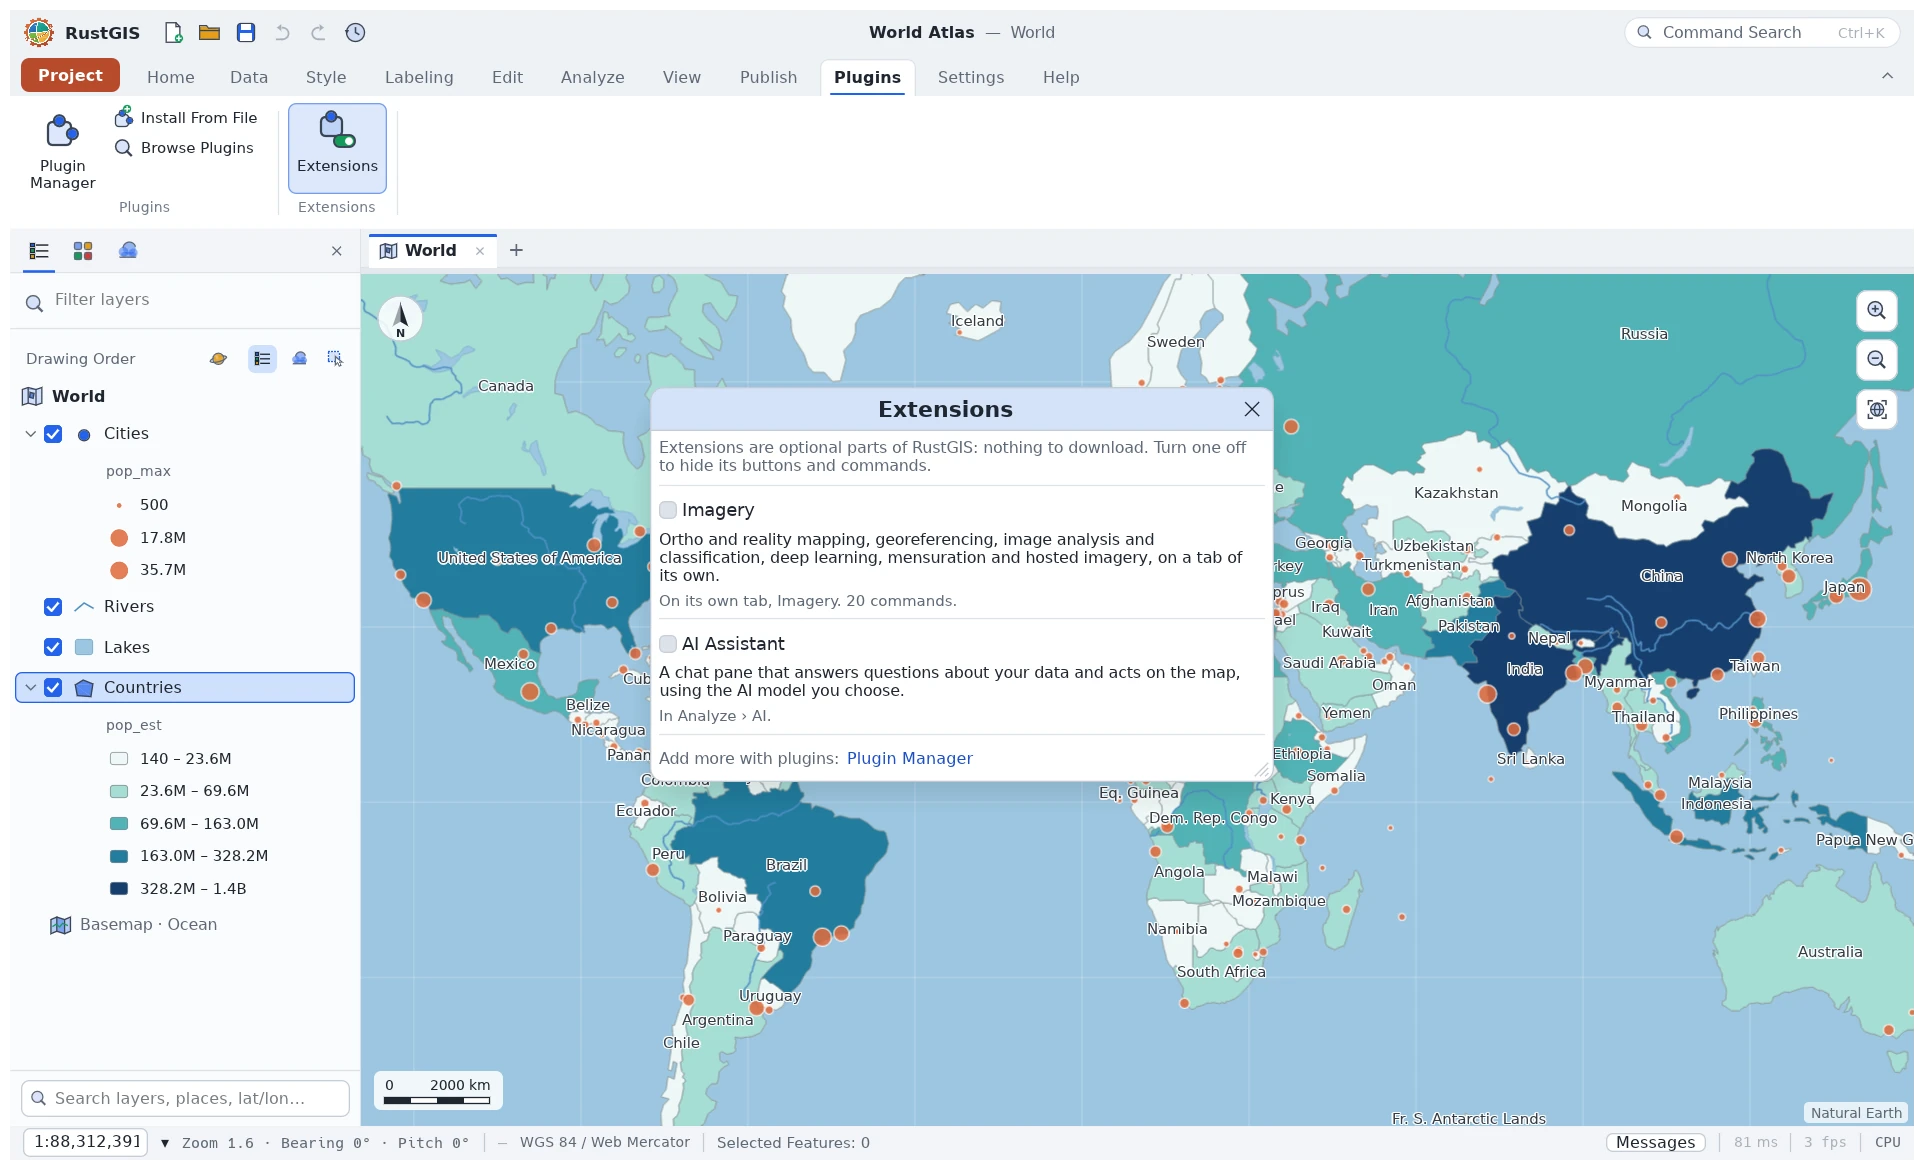 RustGIS
World Atlas — World
Command Search Ctrl+K
Project Home Data Style Labeling Edit Analyze View Publish Plugins Settings Help
Plugin
Manager
Install From File
Browse Plugins
Plugins
Extensions
Extensions
World
Filter layers
Drawing Order
World
Cities
pop_max
500
17.8M
35.7M
Rivers
Lakes
Countries
pop_est
140 – 23.6M
23.6M – 69.6M
69.6M – 163.0M
163.0M – 328.2M
328.2M – 1.4B
Basemap · Ocean
Search layers, places, lat/lon...
N
Iceland
Sweden
Russia
Canada
Kazakhstan
Mongolia
United States of America
Georgia
Uzbekistan
Turkmenistan
North Korea
China
Japan
Iraq
Iran
Afghanistan
Kuwait
Pakistan
Nepal
Mexico
Saudi Arabia
India
Taiwan
Oman
Myanmar
Belize
Yemen
Thailand
Philippines
Nicaragua
Ethiopia
Sri Lanka
Somalia
Malaysia
Eq. Guinea
Kenya
Indonesia
Ecuador
Dem. Rep. Congo
Papua New G
Peru
Brazil
Angola
Malawi
Bolivia
Mozambique
Paraguay
Namibia
Australia
South Africa
Uruguay
Argentina
Chile
Fr. S. Antarctic Lands
Extensions
Extensions are optional parts of RustGIS: nothing to download. Turn one off
to hide its buttons and commands.
Imagery
Ortho and reality mapping, georeferencing, image analysis and
classification, deep learning, mensuration and hosted imagery, on a tab of
its own.
On its own tab, Imagery. 20 commands.
AI Assistant
A chat pane that answers questions about your data and acts on the map,
using the AI model you choose.
In Analyze › AI.
Add more with plugins: Plugin Manager
0 2000 km
Natural Earth
1:88,312,391 ▼ Zoom 1.6 · Bearing 0° · Pitch 0° — WGS 84 / Web Mercator Selected Features: 0
Messages 81 ms 3 fps CPU